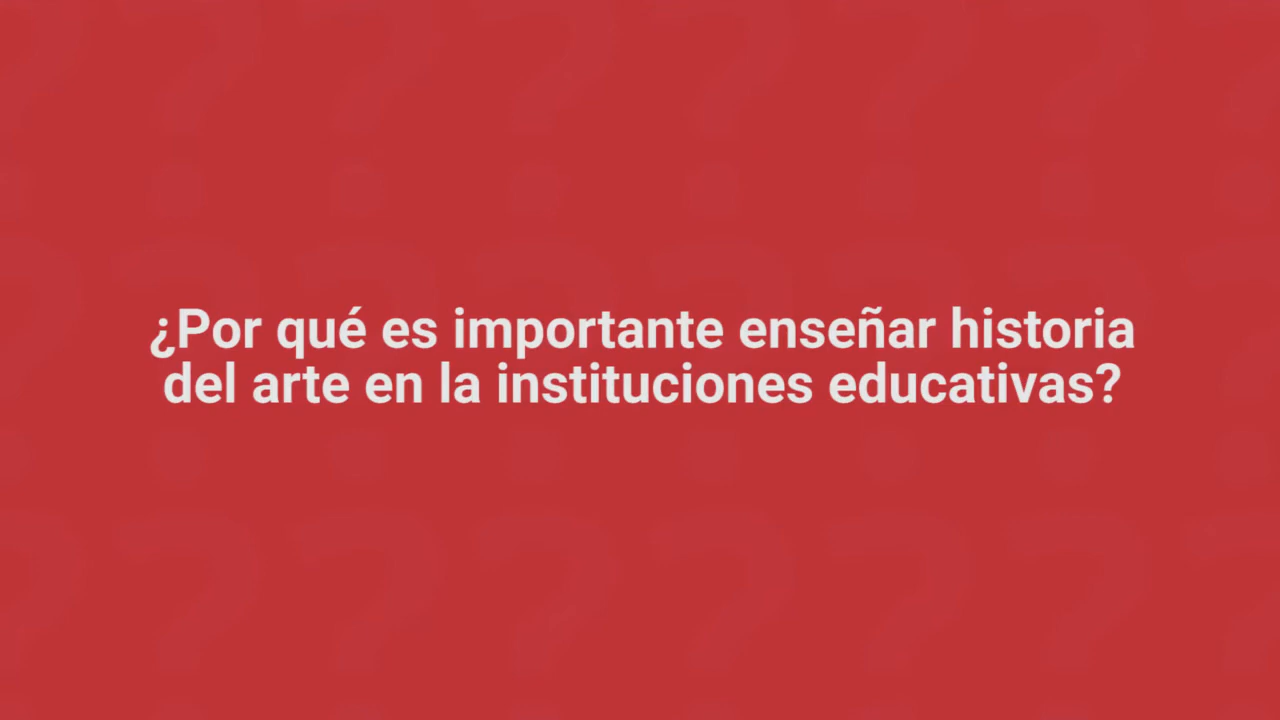 ¿Por qué es importante enseñar historia
del arte en la instituciones educativas?